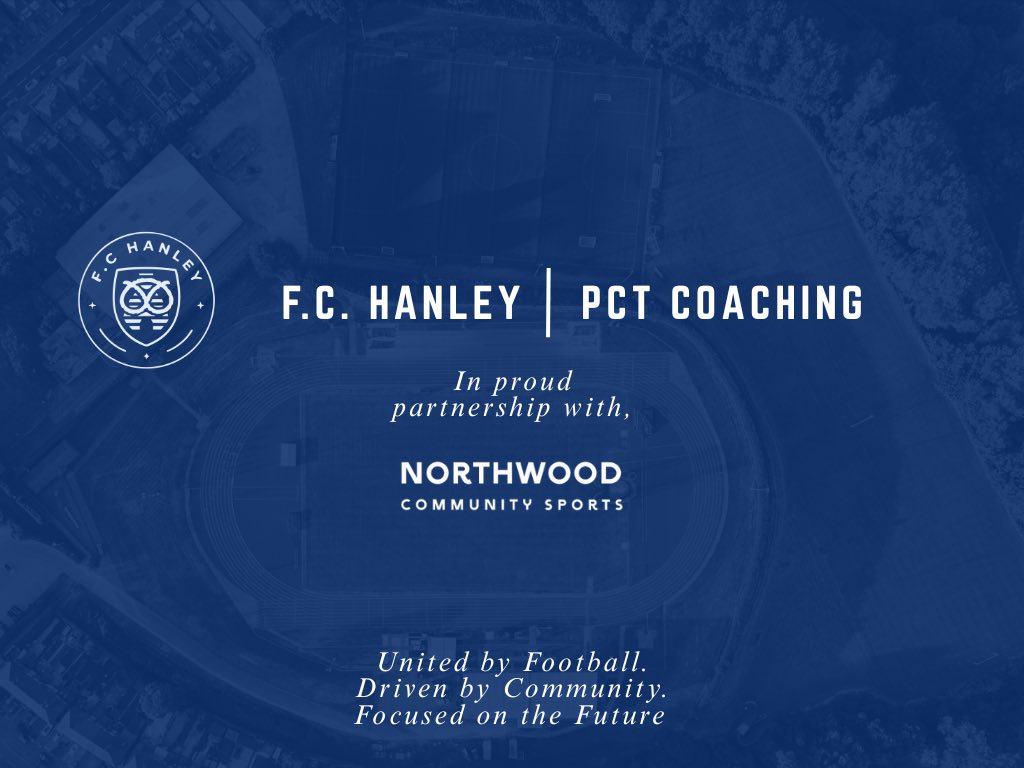 F.C HANLEY
F.C. HANLEY | PCT COACHING
In proud
partnership with,
NORTHWOOD
COMMUNITY SPORTS
United by Football.
Driven by Community.
Focused on the Future